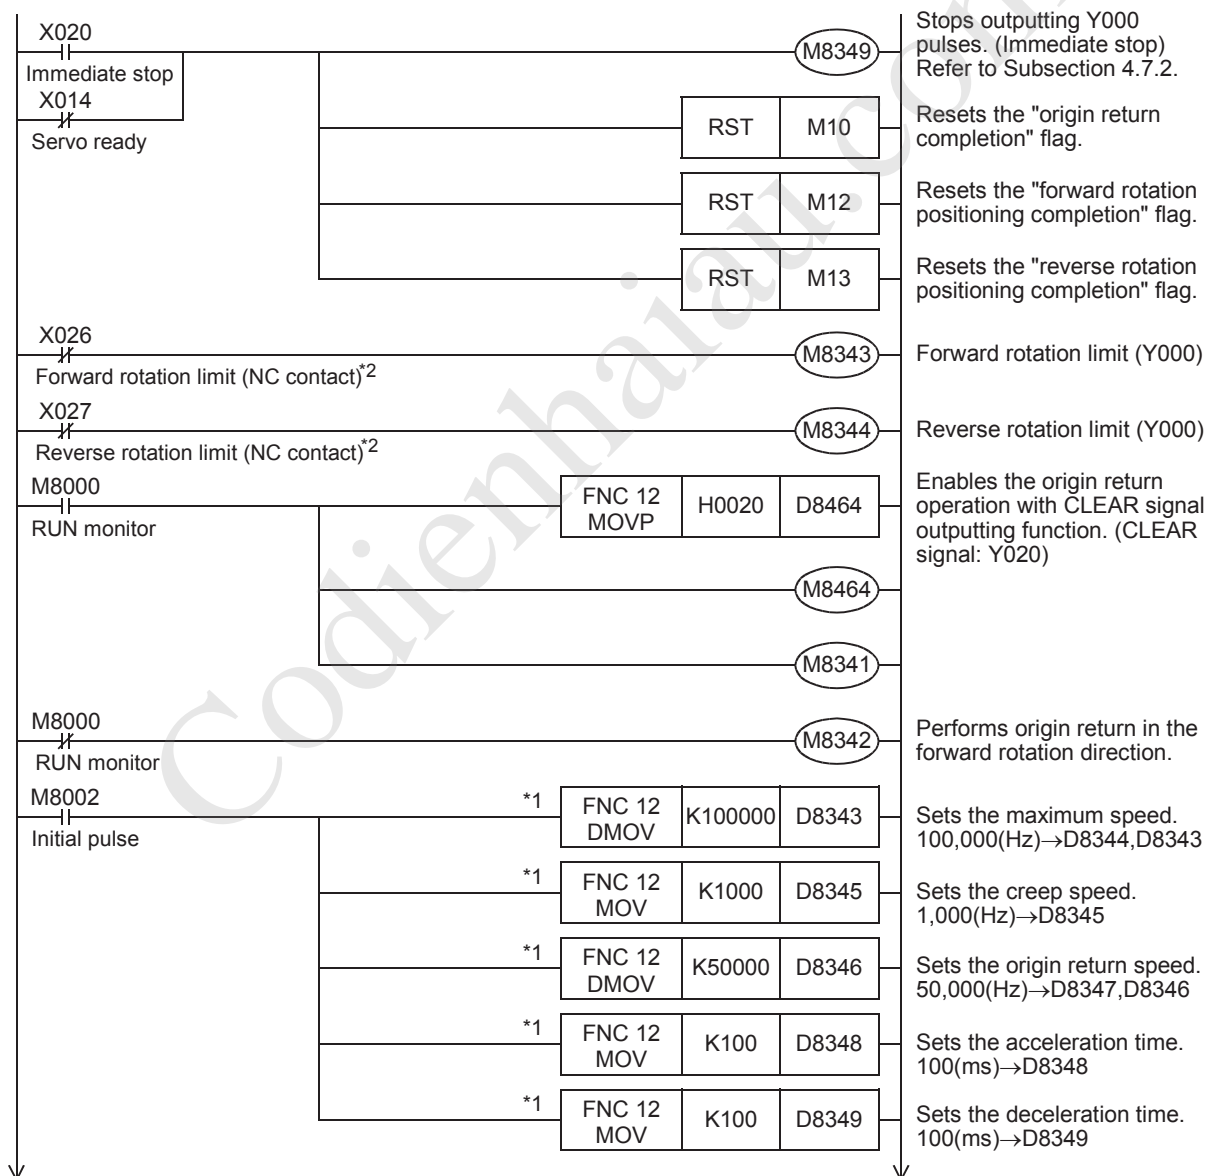 X020
Immediate stop
X014
Servo ready
M8349
Stops outputting Y000
pulses. (Immediate stop)
Refer to Subsection 4.7.2.
RST M10
Resets the "origin return
completion" flag.
RST M12
Resets the "forward rotation
positioning completion" flag.
RST M13
Resets the "reverse rotation
positioning completion" flag.
X026
Forward rotation limit (NC contact)*2
M8343
Forward rotation limit (Y000)
X027
Reverse rotation limit (NC contact)*2
M8344
Reverse rotation limit (Y000)
M8000
RUN monitor
FNC 12
MOVP
H0020 D8464
Enables the origin return
operation with CLEAR signal
outputting function. (CLEAR
signal: Y020)
M8464
M8341
M8000
RUN monitor
M8342
Performs origin return in the
forward rotation direction.
M8002
Initial pulse
*1
FNC 12
DMOV
K100000 D8343
Sets the maximum speed.
100,000(Hz)→D8344,D8343
*1
FNC 12
MOV
K1000 D8345
Sets the creep speed.
1,000(Hz)→D8345
*1
FNC 12
DMOV
K50000 D8346
Sets the origin return speed.
50,000(Hz)→D8347,D8346
*1
FNC 12
MOV
K100 D8348
Sets the acceleration time.
100(ms)→D8348
*1
FNC 12
MOV
K100 D8349
Sets the deceleration time.
100(ms)→D8349
Codienhaiau.com